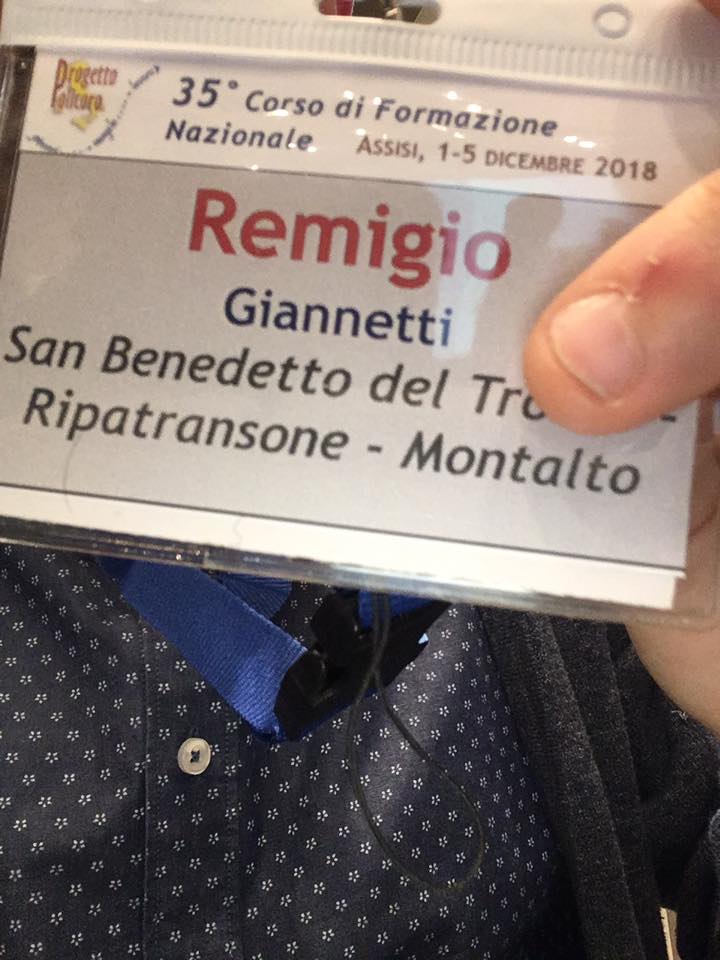 Progetto
Policoro
35° Corso di Formazione
Nazionale ASSISI, 1-5 DICEMBRE 2018
Remigio
Giannetti
San Benedetto del Tro -
Ripatransone - Montalto